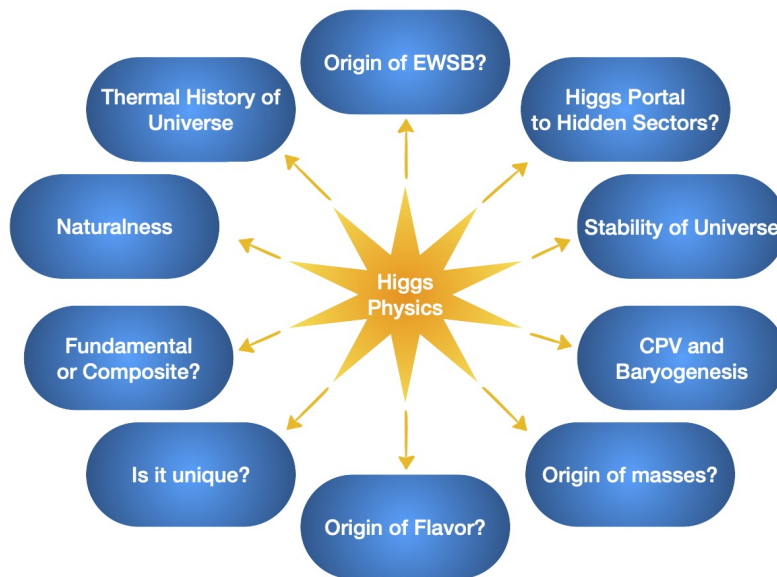 Origin of EWSB?
Higgs Portal
to Hidden Sectors?
Stability of Universe
CPV and
Baryogenesis
Origin of masses?
Origin of Flavor?
Is it unique?
Fundamental
or Composite?
Naturalness
Thermal History of
Universe
Higgs
Physics